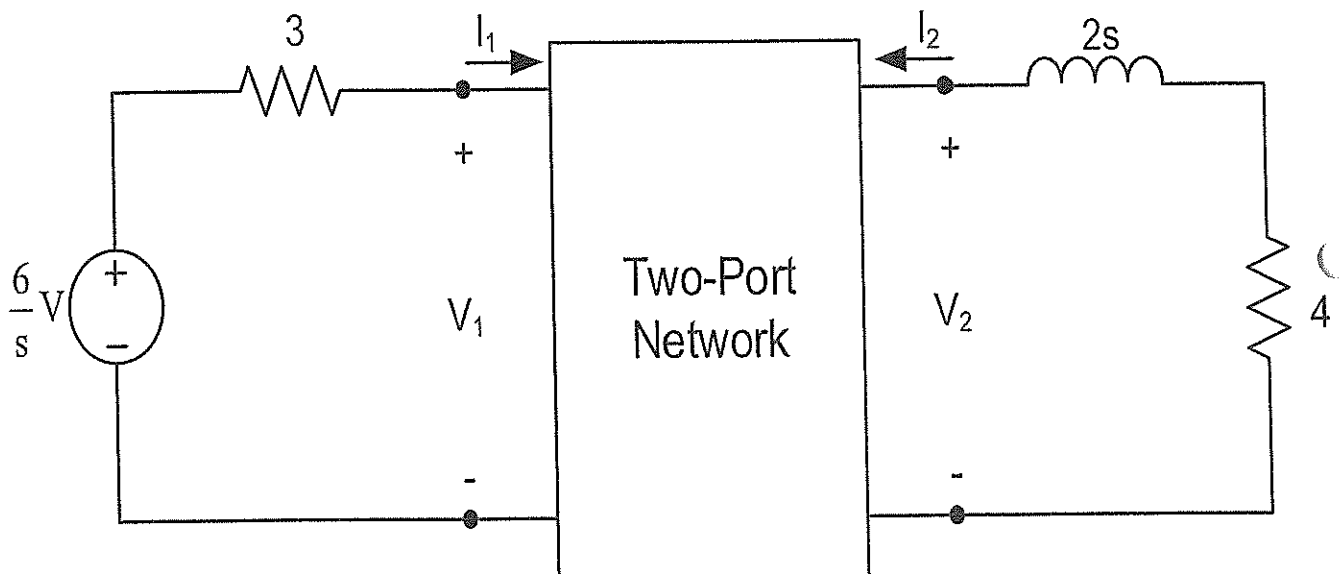 3
I₁
I₂
2s
+
+
6/s V
+
-
V₁
Two-Port
Network
V₂
4
-
-